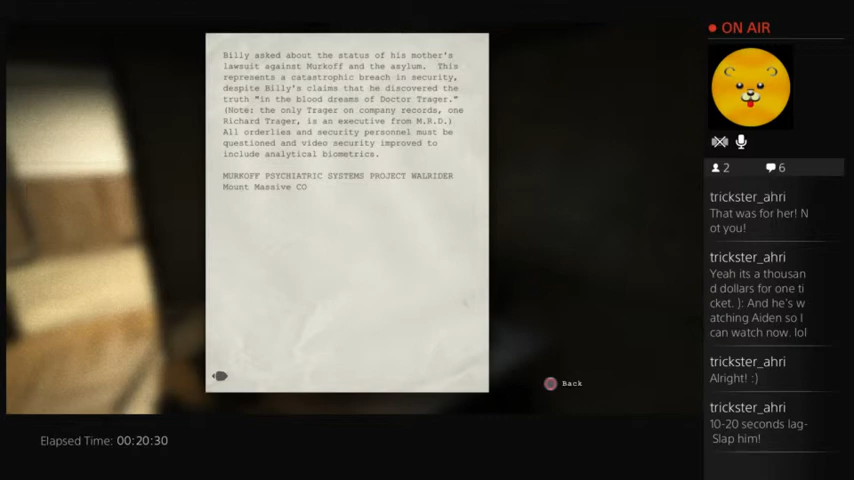 Billy asked about the status of his mother's
lawsuit against Murkoff and the asylum.  This
represents a catastrophic breach in security,
despite Billy's claims that he discovered the
truth "in the blood dreams of Doctor Trager."
(Note: the only Trager on company records, one
Richard Trager, is an executive from M.R.D.)
All orderlies and security personnel must be
questioned and video security improved to
include analytical biometrics.
MURKOFF PSYCHIATRIC SYSTEMS PROJECT WALRIDER
Mount Massive CO
Back
Elapsed Time: 00:20:30
ON AIR
2
6
trickster_ahri
That was for her! N
ot you!
trickster_ahri
Yeah its a thousan
d dollars for one ti
cket. ): And he's w
atching Aiden so I
can watch now. lol
trickster_ahri
Alright! :)
trickster_ahri
10-20 seconds lag-
Slap him!